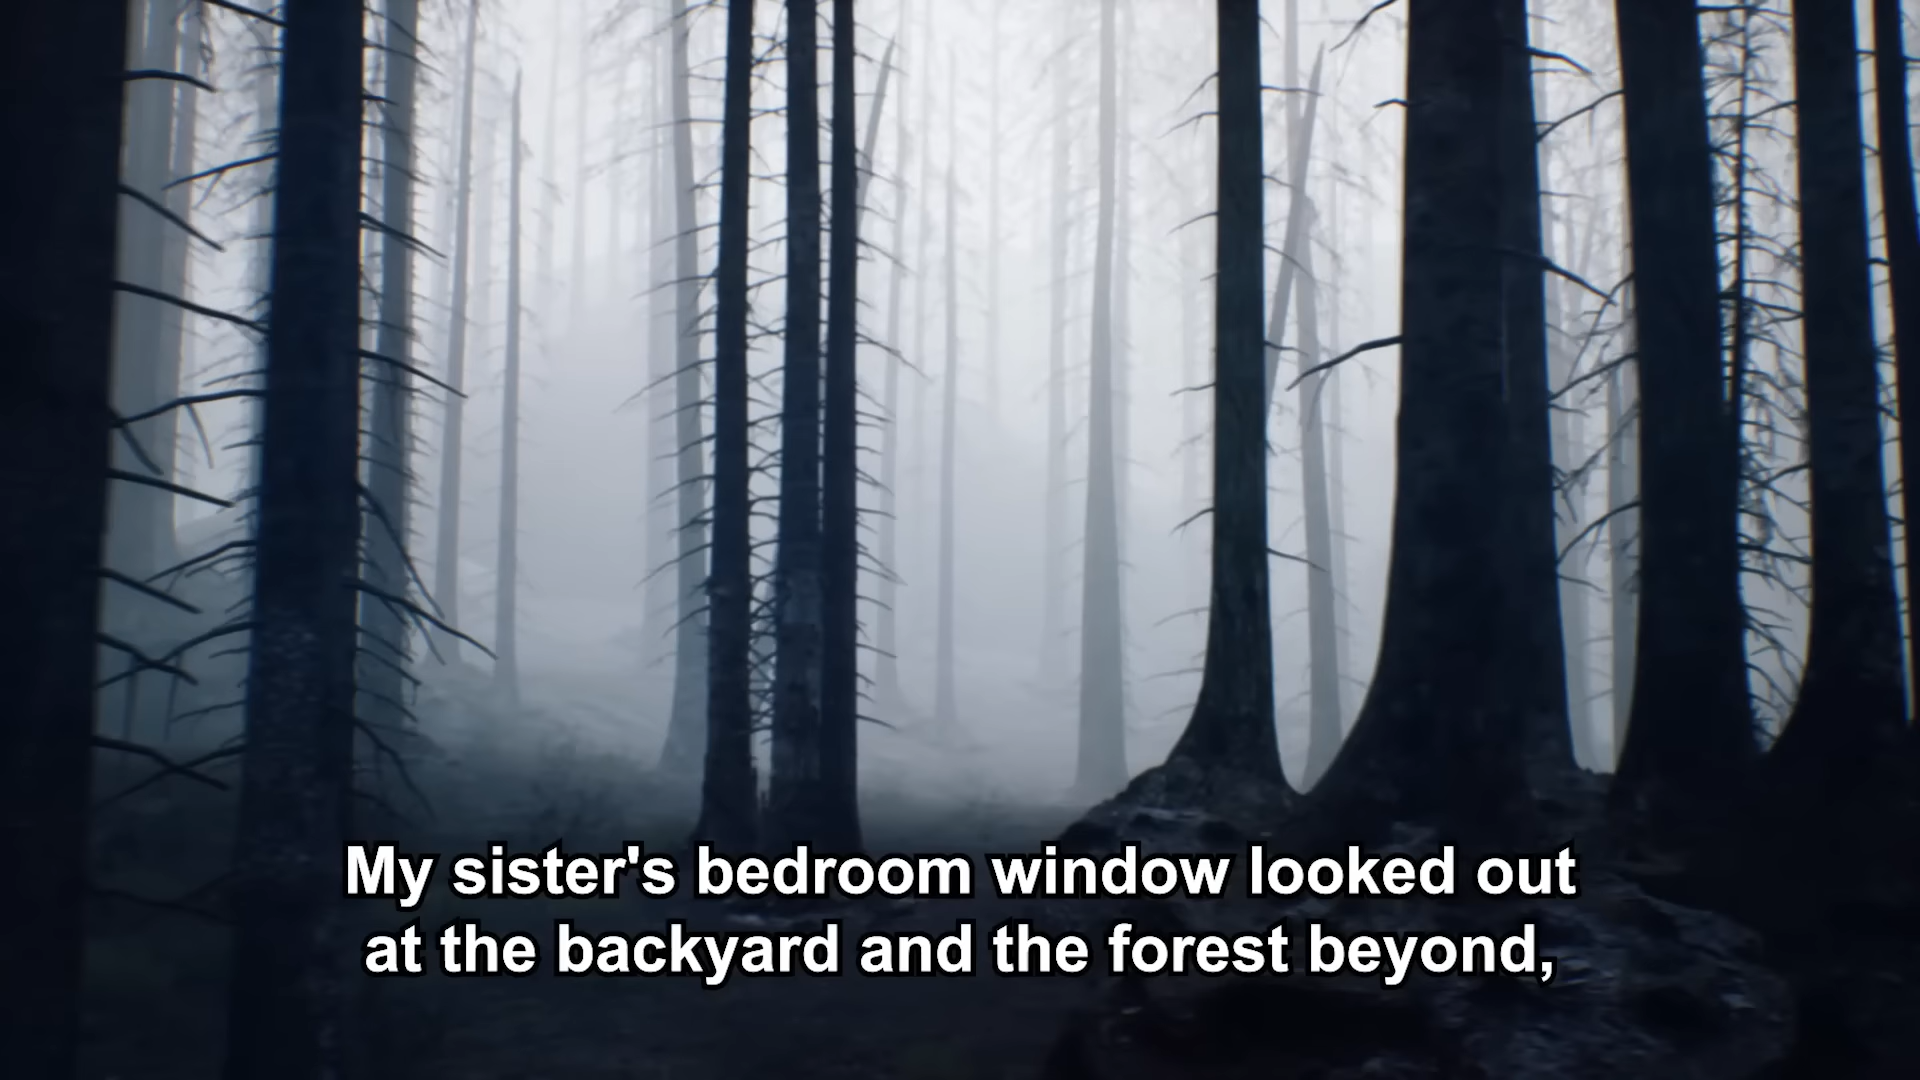 My sister's bedroom window looked out
at the backyard and the forest beyond,